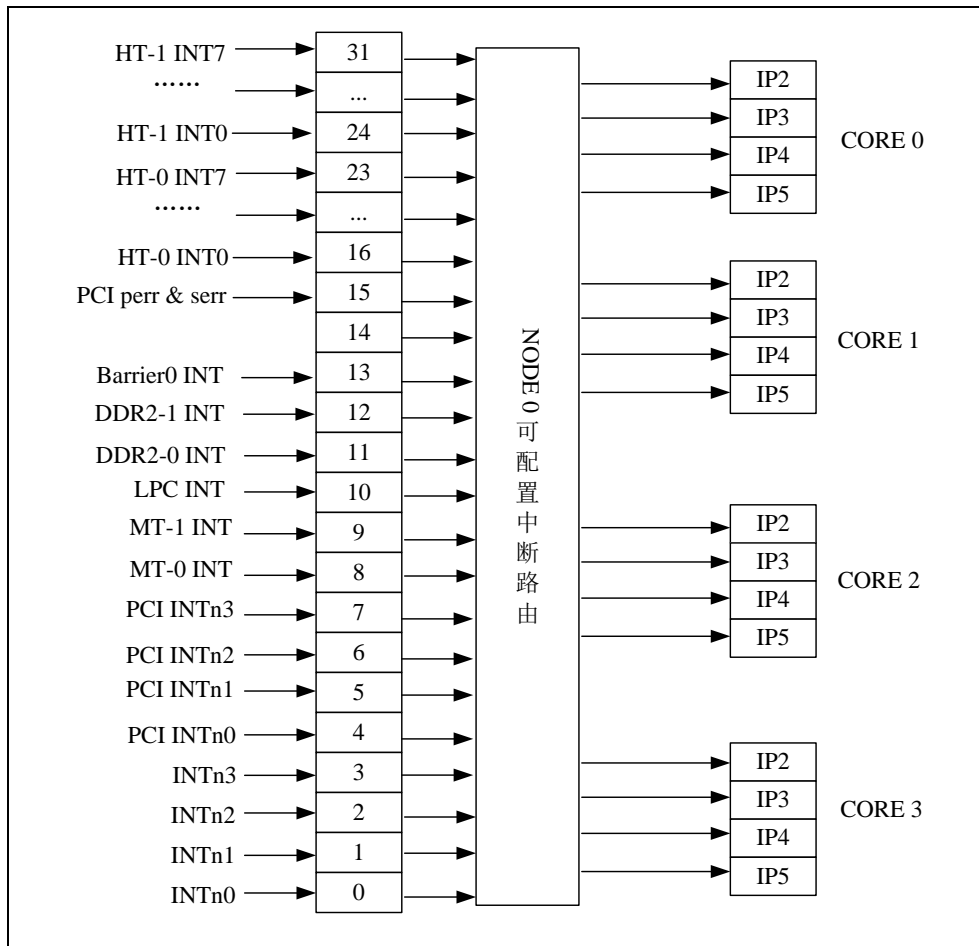 HT-1 INT7 31
…… ...
HT-1 INT0 24
HT-0 INT7 23
…… ...
HT-0 INT0 16
PCI perr & serr 15
14
Barrier0 INT 13
DDR2-1 INT 12
DDR2-0 INT 11
LPC INT 10
MT-1 INT 9
MT-0 INT 8
PCI INTn3 7
PCI INTn2 6
PCI INTn1 5
PCI INTn0 4
INTn3 3
INTn2 2
INTn1 1
INTn0 0
NODE 0 可配置中断路由
IP2
IP3
IP4
IP5
CORE 0
IP2
IP3
IP4
IP5
CORE 1
IP2
IP3
IP4
IP5
CORE 2
IP2
IP3
IP4
IP5
CORE 3